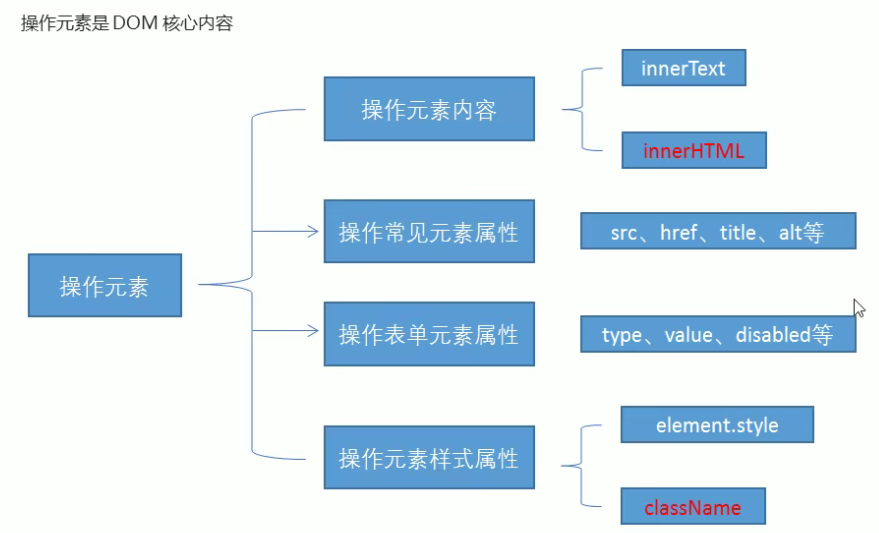 操作元素是 DOM 核心内容
操作元素
操作元素内容
innerText
innerHTML
操作常见元素属性
src、href、title、alt等
操作表单元素属性
type、value、disabled等
操作元素样式属性
element.style
className